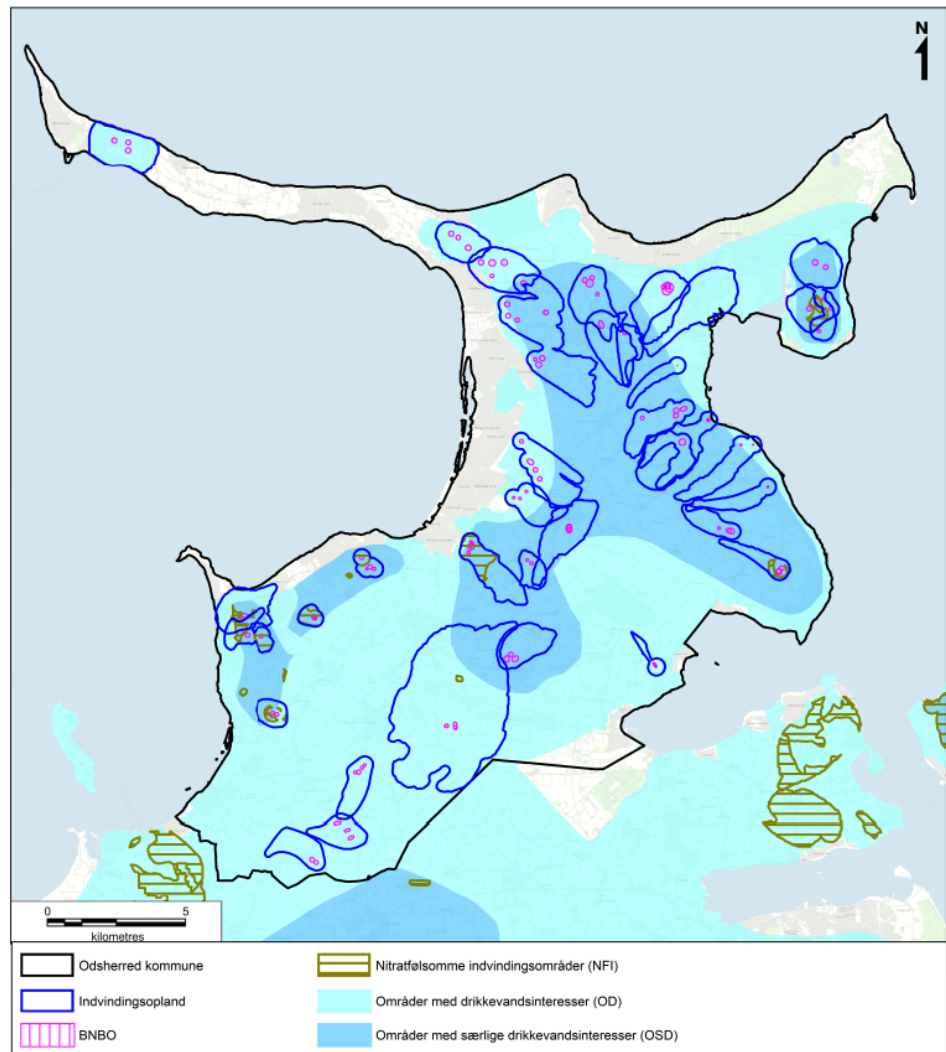 N
0 5
kilometres
Odsherred kommune
Indvindingsopland
BNBO
Nitratfølsomme indvindingsområder (NFI)
Områder med drikkevandsinteresser (OD)
Områder med særlige drikkevandsinteresser (OSD)